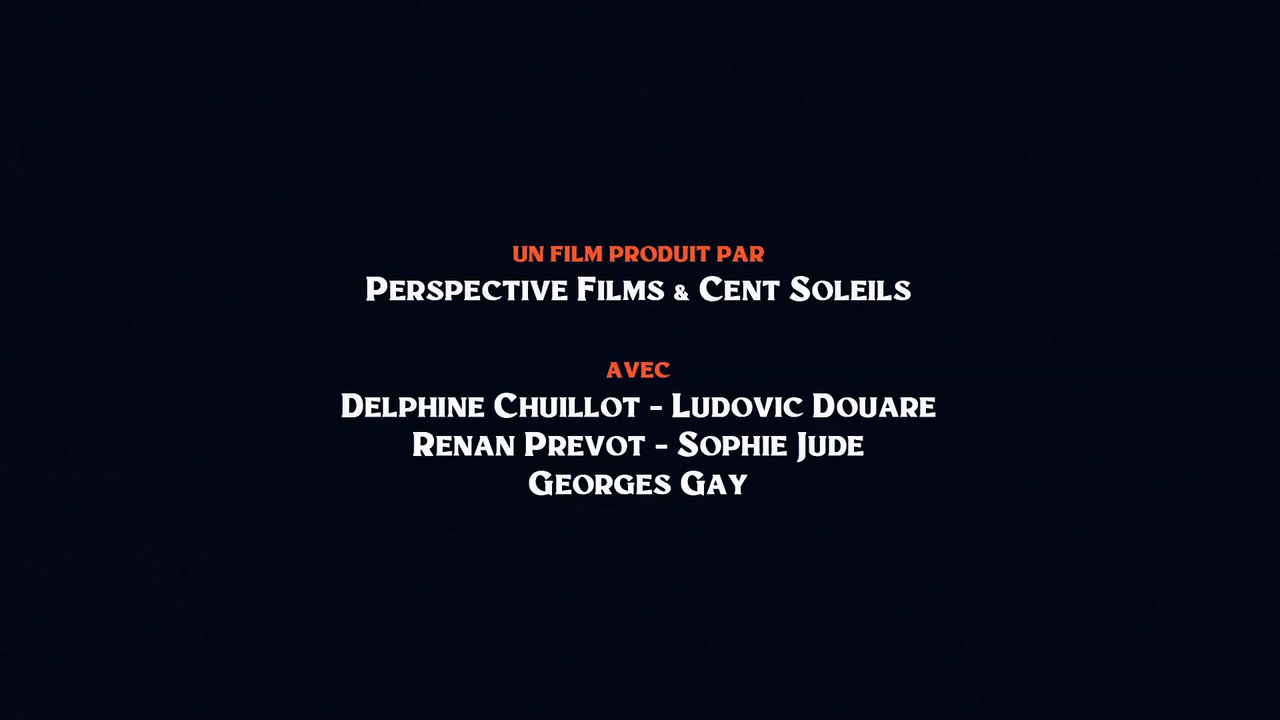 UN FILM PRODUIT PAR
PERSPECTIVE FILMS & CENT SOLEILS
AVEC
DELPHINE CHUILLOT - LUDOVIC DOUARE
RENAN PREVOT - SOPHIE JUDE
GEORGES GAY